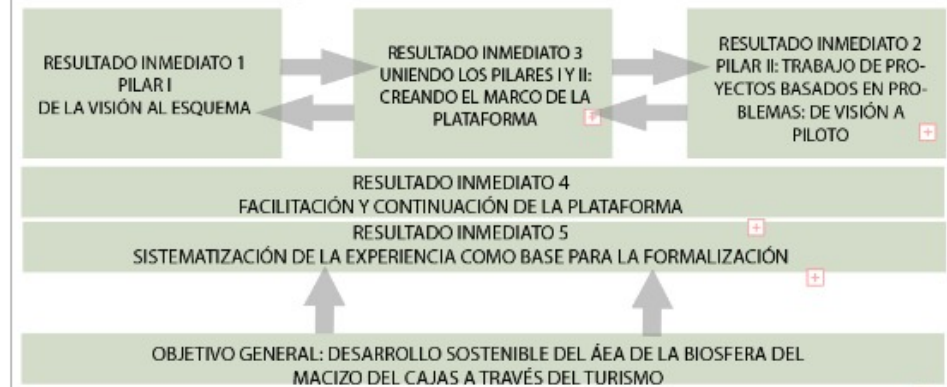 RESULTADO INMEDIATO 1
PILAR I
DE LA VISIÓN AL ESQUEMA
RESULTADO INMEDIATO 3
UNIENDO LOS PILARES I Y II:
CREANDO EL MARCO DE LA
PLATAFORMA
RESULTADO INMEDIATO 2
PILAR II: TRABAJO DE PRO-
YECTOS BASADOS EN PRO-
BLEMAS: DE VISIÓN A
PILOTO
RESULTADO INMEDIATO 4
FACILITACIÓN Y CONTINUACIÓN DE LA PLATAFORMA
RESULTADO INMEDIATO 5
SISTEMATIZACIÓN DE LA EXPERIENCIA COMO BASE PARA LA FORMALIZACIÓN
OBJETIVO GENERAL: DESARROLLO SOSTENIBLE DEL ÁEA DE LA BIOSFERA DEL
MACIZO DEL CAJAS A TRAVÉS DEL TURISMO